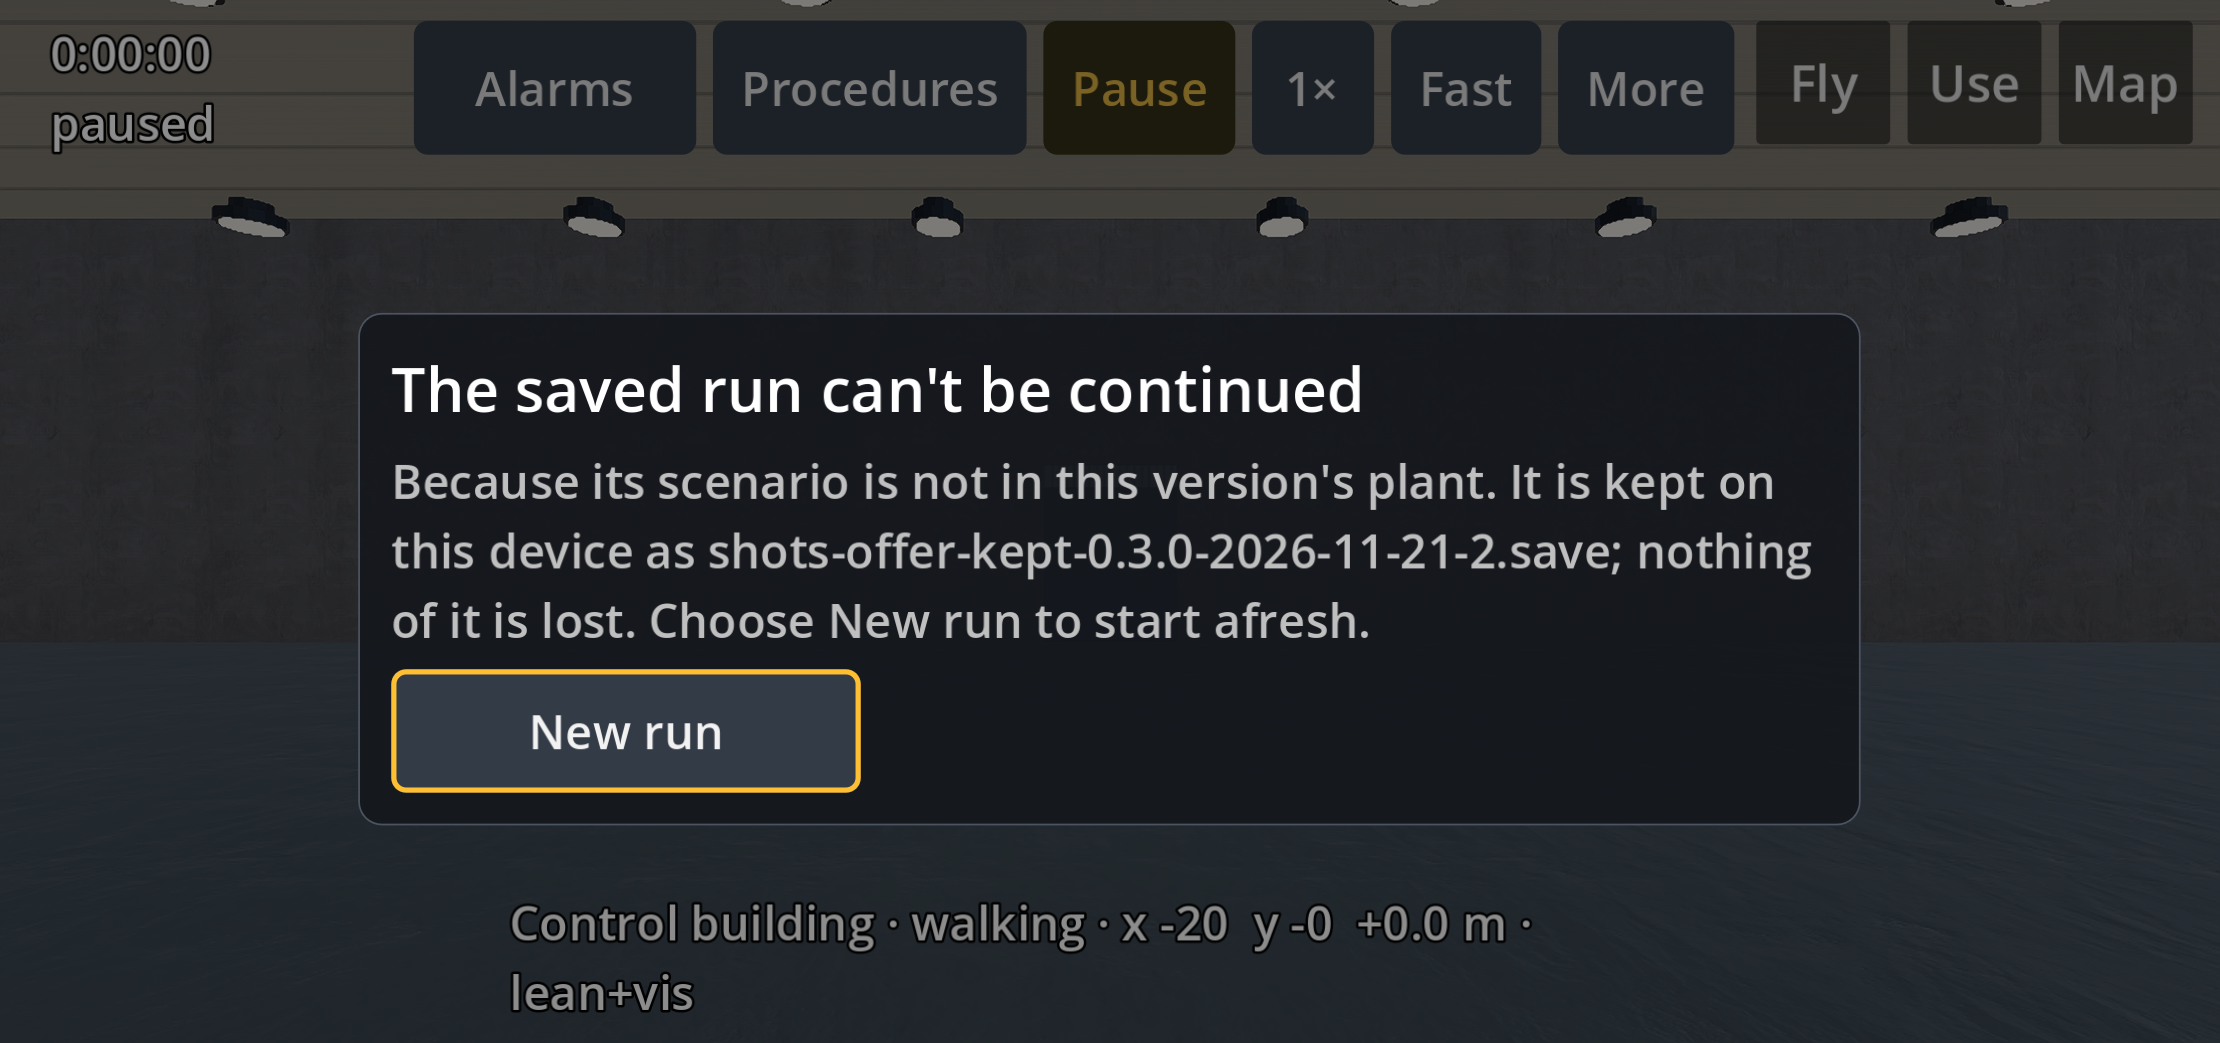 0:00:00
paused
Alarms
Procedures
Pause
1×
Fast
More
Fly
Use
Map
The saved run can't be continued
Because its scenario is not in this version's plant. It is kept on
this device as shots-offer-kept-0.3.0-2026-11-21-2.save; nothing
of it is lost. Choose New run to start afresh.
New run
Control building · walking · x -20  y -0  +0.0 m ·
lean+vis